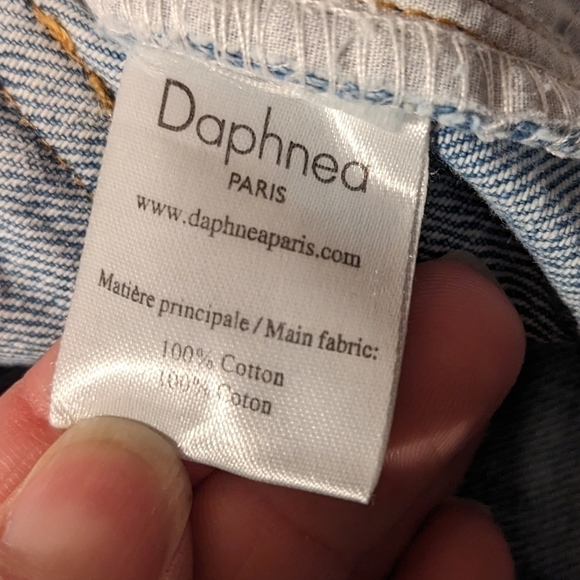 Daphnea
PARIS
www.daphneaparis.com
Matière principale / Main fabric:
100% Cotton
100% Coton